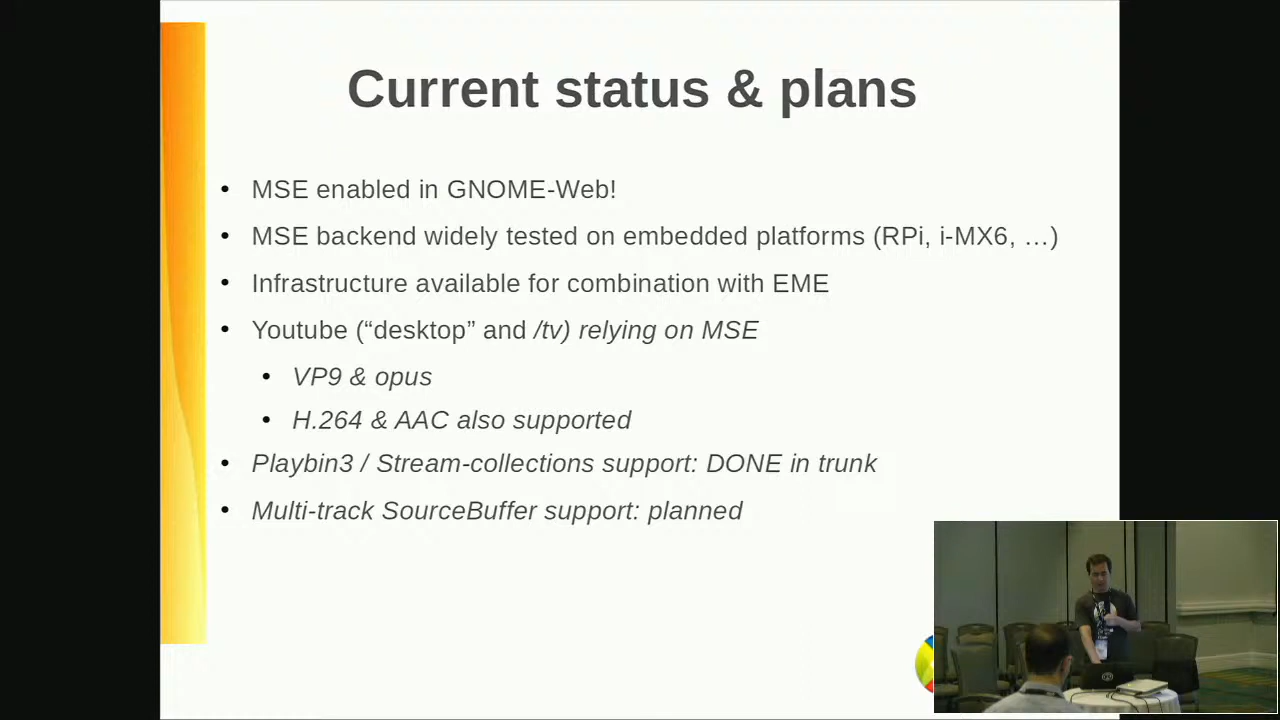 Current status & plans
• MSE enabled in GNOME-Web!
• MSE backend widely tested on embedded platforms (RPi, i-MX6, …)
• Infrastructure available for combination with EME
• Youtube (“desktop” and /tv) relying on MSE
• VP9 & opus
• H.264 & AAC also supported
• Playbin3 / Stream-collections support: DONE in trunk
• Multi-track SourceBuffer support: planned